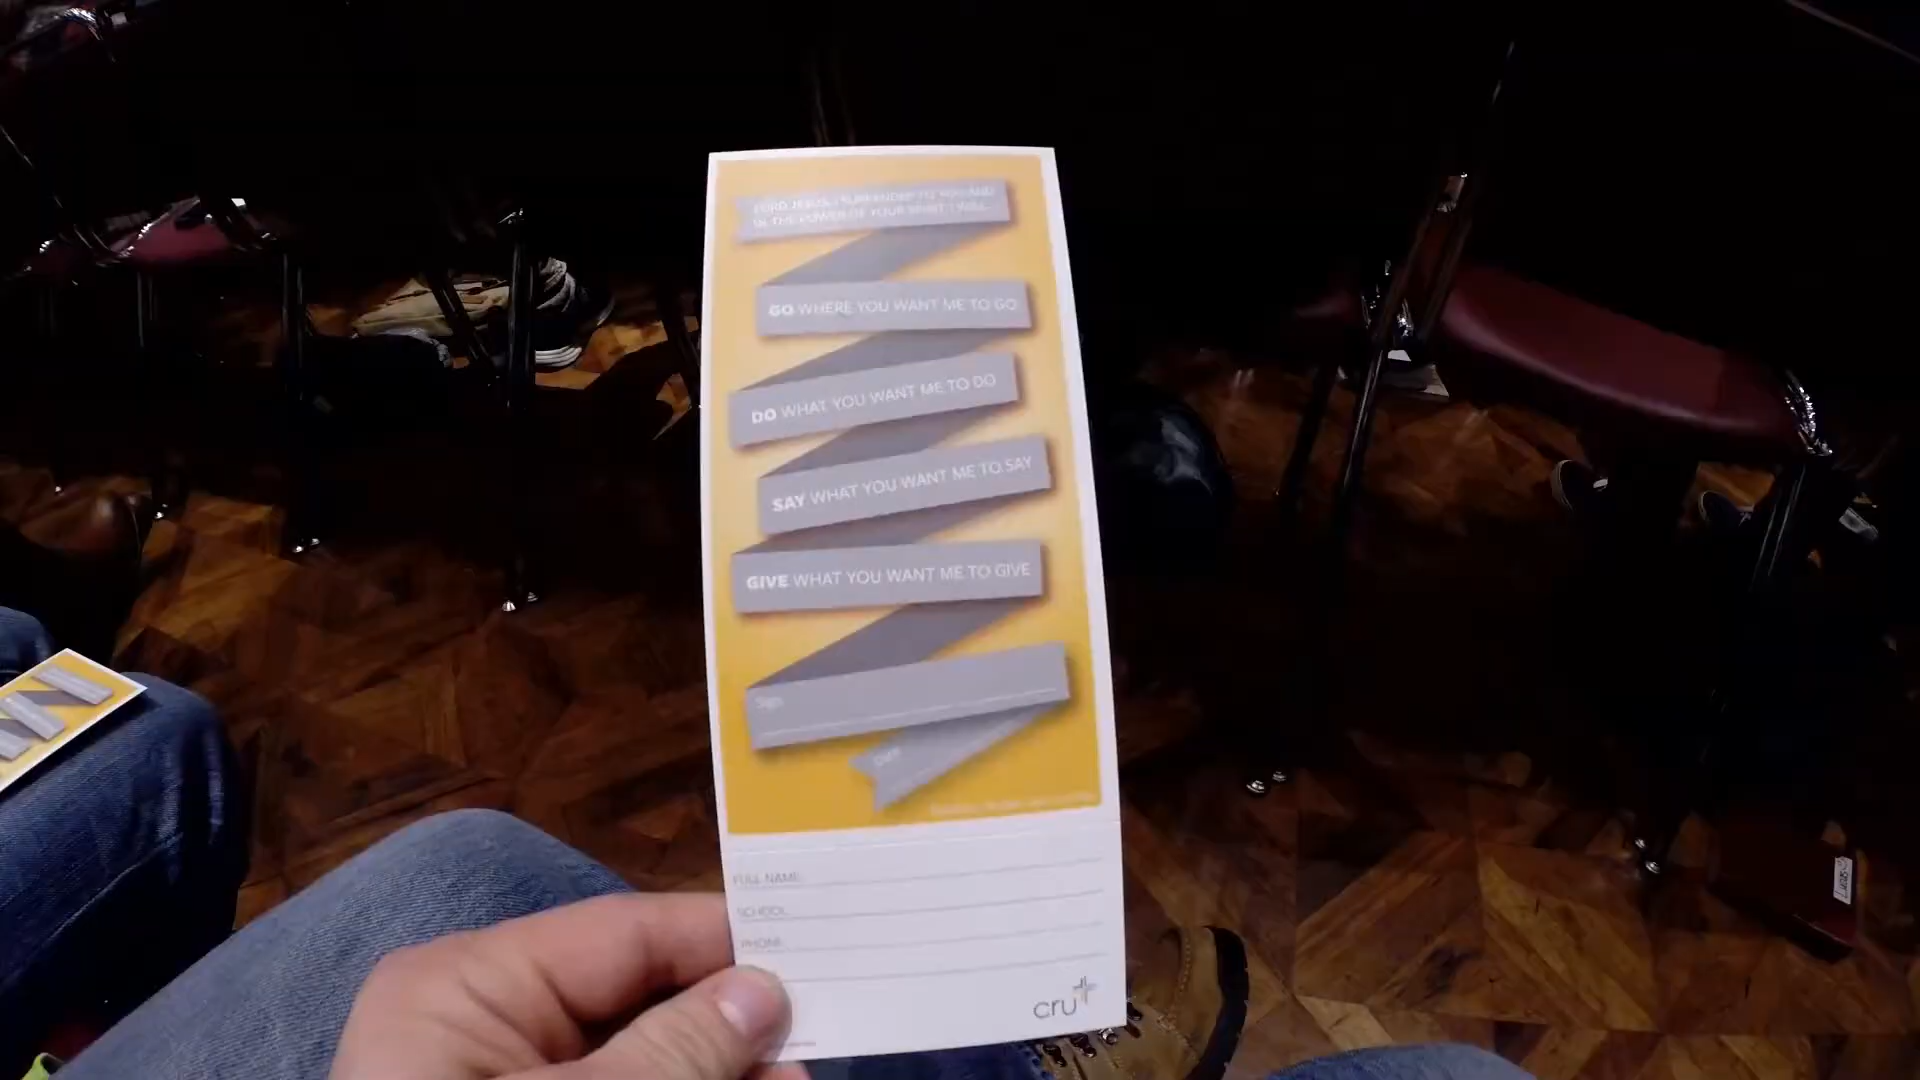 LORD JESUS, I SURRENDER TO YOU AND
IN THE POWER OF YOUR SPIRIT I WILL...
GO WHERE YOU WANT ME TO GO
DO WHAT YOU WANT ME TO DO
SAY WHAT YOU WANT ME TO SAY
GIVE WHAT YOU WANT ME TO GIVE
Sign
Date
FULL NAME:
SCHOOL:
PHONE:
cru